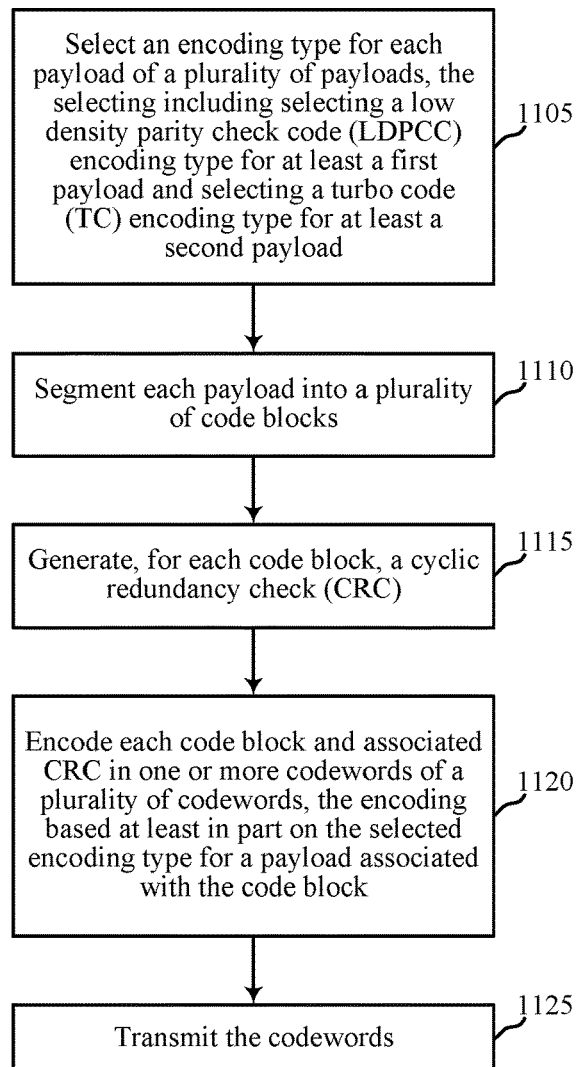 Select an encoding type for each
payload of a plurality of payloads, the
selecting including selecting a low
density parity check code (LDPCC)
encoding type for at least a first
payload and selecting a turbo code
(TC) encoding type for at least a
second payload
1105
Segment each payload into a plurality
of code blocks
1110
Generate, for each code block, a cyclic
redundancy check (CRC)
1115
Encode each code block and associated
CRC in one or more codewords of a
plurality of codewords, the encoding
based at least in part on the selected
encoding type for a payload associated
with the code block
1120
Transmit the codewords
1125